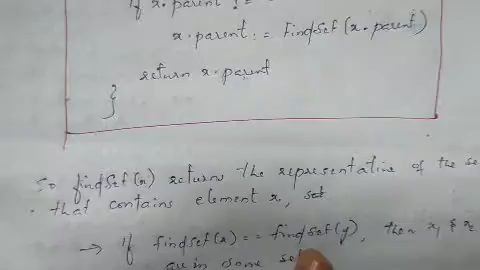 if x.parent !=
x.parent := findset(x.parent)
return x.parent
}
So findset(x) returns the representative of the se
that contains element x, set
→ If findset(x) == findset(y), then x, &
are in same set